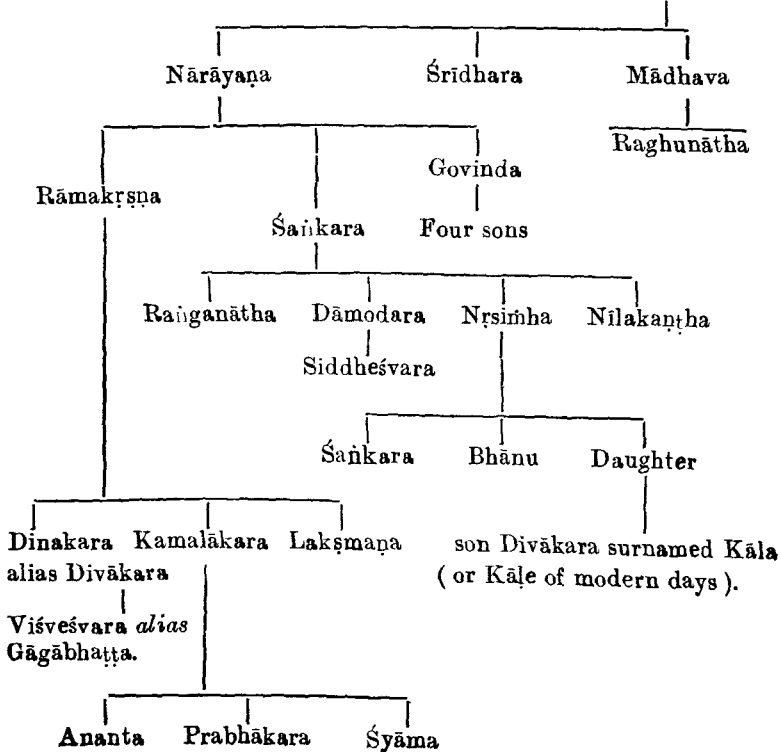 Nārāyaṇa Śrīdhara Mādhava
Raghunātha
Govinda
Rāmakṛṣṇa
Śaṅkara Four sons
Raṅganātha Dāmodara Nṛsiṁha Nīlakaṇṭha
Siddheśvara
Śaṅkara Bhānu Daughter
Dinakara Kamalākara Lakṣmaṇa son Divākara surnamed Kāla
alias Divākara ( or Kāḷe of modern days ).
Viśveśvara alias
Gāgābhaṭṭa.
Ananta Prabhākara Śyāma